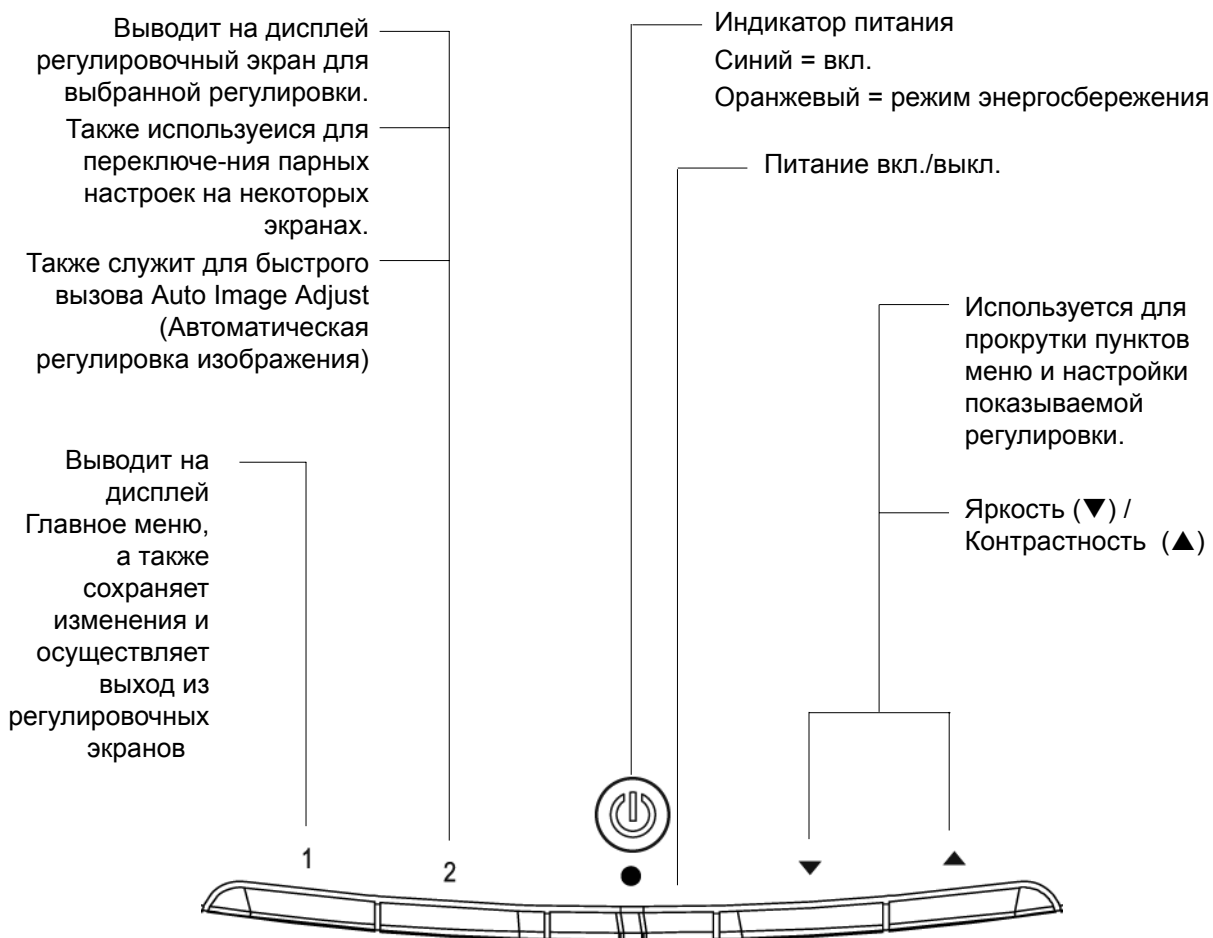 Выводит на дисплей
регулировочный экран для
выбранной регулировки.
Также используеися для
переключе-ния парных
настроек на некоторых
экранах.
Также служит для быстрого
вызова Auto Image Adjust
(Автоматическая
регулировка изображения)
Выводит на
дисплей
Главное меню,
а также
сохраняет
изменения и
осуществляет
выход из
регулировочных
экранов
Индикатор питания
Синий = вкл.
Оранжевый = режим энергосбережения
Питание вкл./выкл.
Используется для
прокрутки пунктов
меню и настройки
показываемой
регулировки.
Яркость (▼) /
Контрастность (▲)
1
2
▼
▲